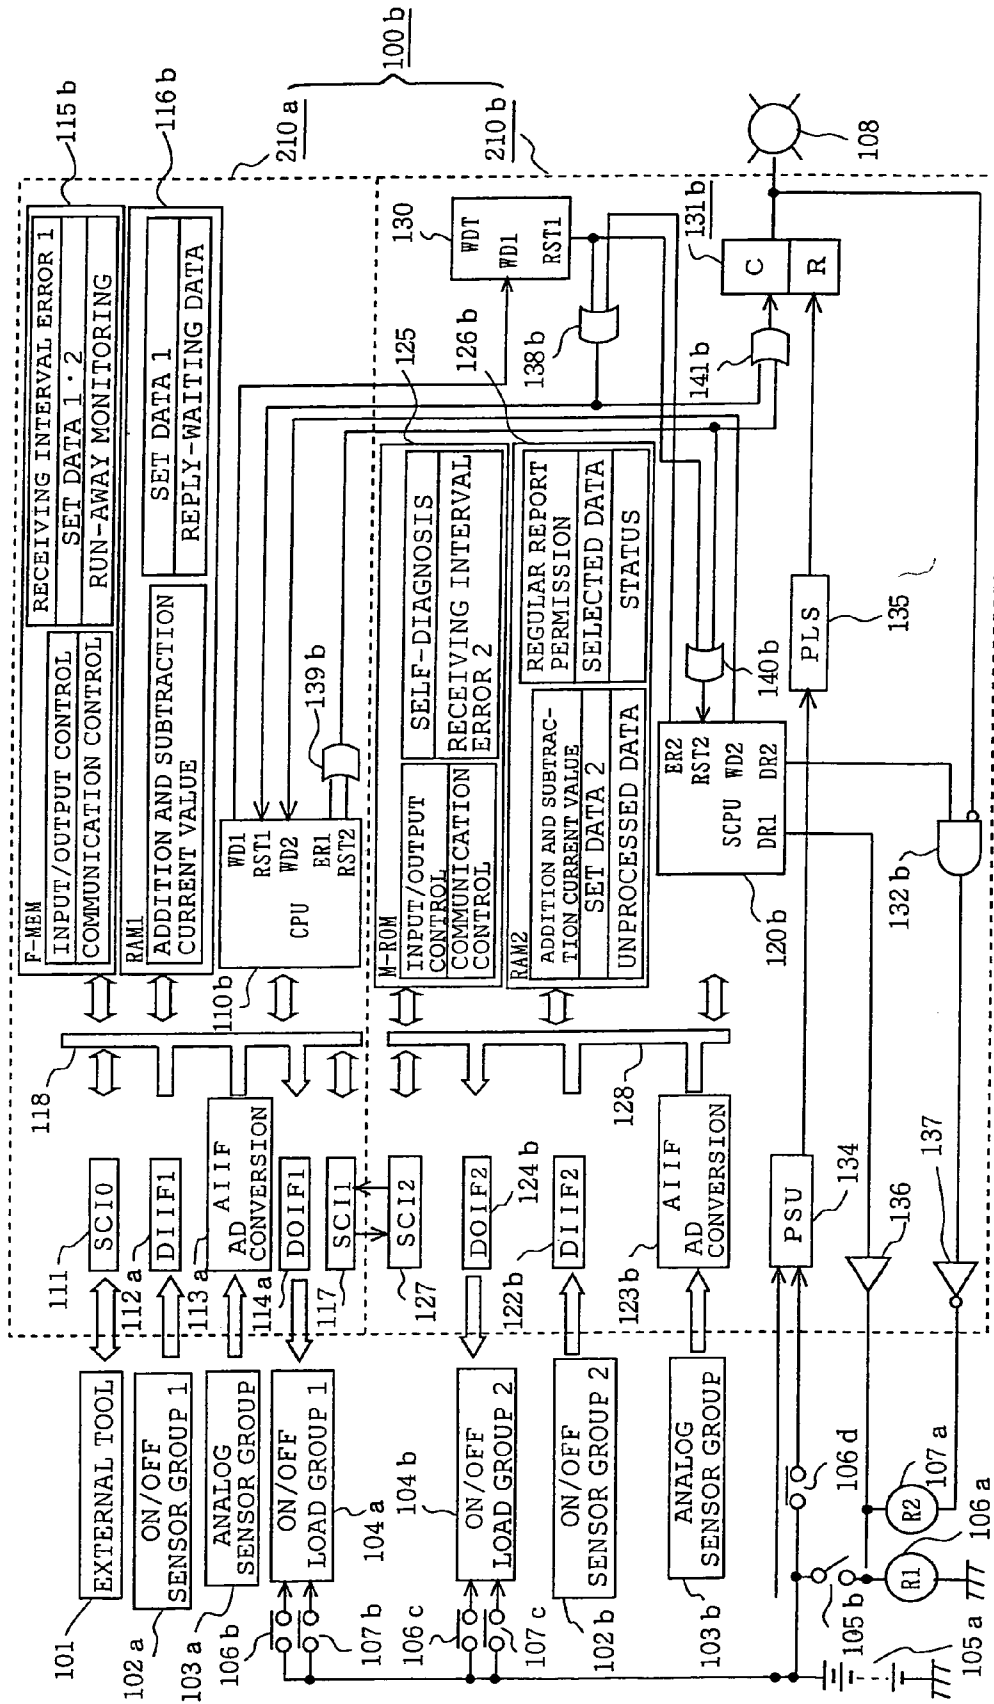 100b
210a
210b
115b
116b
F-MEM
INPUT/OUTPUT CONTROL
COMMUNICATION CONTROL
RECEIVING INTERVAL ERROR 1
SET DATA 1・2
RUN-AWAY MONITORING
RAM1
ADDITION AND SUBTRACTION
CURRENT VALUE
SET DATA 1
REPLY-WAITING DATA
CPU
WD1
RST1
WD2
ER1
RST2
110b
139b
118
101
EXTERNAL TOOL
111
SCI0
102a
ON/OFF
SENSOR GROUP 1
112a
DIIF1
103a
ANALOG
SENSOR GROUP
113a
AIIF
AD
CONVERSION
106b
107b
ON/OFF
LOAD GROUP 1
104a
114a
DOIF1
117
SCI1
127
SCI2
M-ROM
INPUT/OUTPUT
CONTROL
COMMUNICATION
CONTROL
SELF-DIAGNOSIS
RECEIVING INTERVAL
ERROR 2
125
RAM2
ADDITION AND SUBTRAC-
TION CURRENT VALUE
SET DATA 2
UNPROCESSED DATA
REGULAR REPORT
PERMISSION
SELECTED DATA
STATUS
126b
130
WDT
WD1
RST1
138b
141b
131b
C
R
108
106c
107c
104b
ON/OFF
LOAD GROUP 2
DOIF2
124b
102b
ON/OFF
SENSOR GROUP 2
122b
DIIF2
128
103b
ANALOG
SENSOR GROUP
123b
AIIF
AD
CONVERSION
SCPU
ER2
RST2
WD2
DR1
DR2
120b
140b
132b
PSU
134
PLS
135
136
137
106d
105b
105a
R1
106a
R2
107a